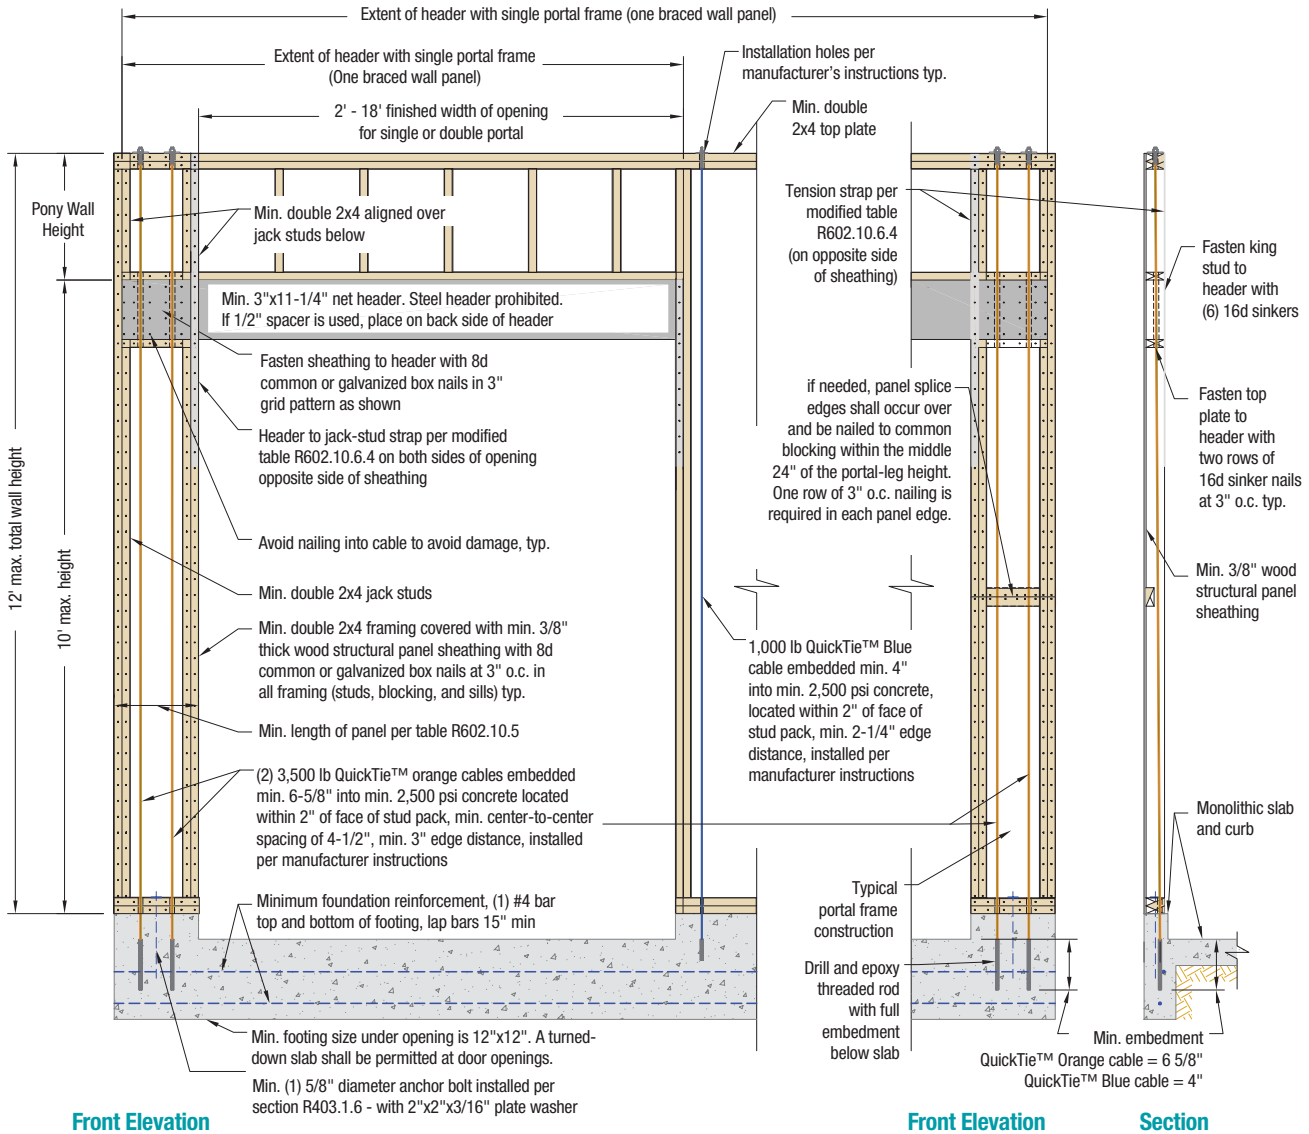 Extent of header with single portal frame (one braced wall panel)
Extent of header with single portal frame
(One braced wall panel)
2' - 18' finished width of opening
for single or double portal
Installation holes per
manufacturer's instructions typ.
Min. double
2x4 top plate
Pony Wall
Height
Min. double 2x4 aligned over
jack studs below
Tension strap per
modified table
R602.10.6.4
(on opposite side
of sheathing)
Fasten king
stud to
header with
(6) 16d sinkers
Min. 3"x11-1/4" net header. Steel header prohibited.
If 1/2" spacer is used, place on back side of header
Fasten sheathing to header with 8d
common or galvanized box nails in 3"
grid pattern as shown
Header to jack-stud strap per modified
table R602.10.6.4 on both sides of opening
opposite side of sheathing
if needed, panel splice
edges shall occur over
and be nailed to common
blocking within the middle
24" of the portal-leg height.
One row of 3" o.c. nailing is
required in each panel edge.
Fasten top
plate to
header with
two rows of
16d sinker nails
at 3" o.c. typ.
12' max. total wall height
10' max. height
Avoid nailing into cable to avoid damage, typ.
Min. double 2x4 jack studs
Min. 3/8" wood
structural panel
sheathing
Min. double 2x4 framing covered with min. 3/8"
thick wood structural panel sheathing with 8d
common or galvanized box nails at 3" o.c. in
all framing (studs, blocking, and sills) typ.
1,000 lb QuickTie™ Blue
cable embedded min. 4"
into min. 2,500 psi concrete,
located within 2" of face of
stud pack, min. 2-1/4" edge
distance, installed per
manufacturer instructions
Min. length of panel per table R602.10.5
(2) 3,500 lb QuickTie™ orange cables embedded
min. 6-5/8" into min. 2,500 psi concrete located
within 2" of face of stud pack, min. center-to-center
spacing of 4-1/2", min. 3" edge distance, installed
per manufacturer instructions
Monolithic slab
and curb
Minimum foundation reinforcement, (1) #4 bar
top and bottom of footing, lap bars 15" min
Typical
portal frame
construction
Drill and epoxy
threaded rod
with full
embedment
below slab
Min. footing size under opening is 12"x12". A turned-
down slab shall be permitted at door openings.
Min. (1) 5/8" diameter anchor bolt installed per
section R403.1.6 - with 2"x2"x3/16" plate washer
Min. embedment
QuickTie™ Orange cable = 6 5/8"
QuickTie™ Blue cable = 4"
Front Elevation
Front Elevation
Section